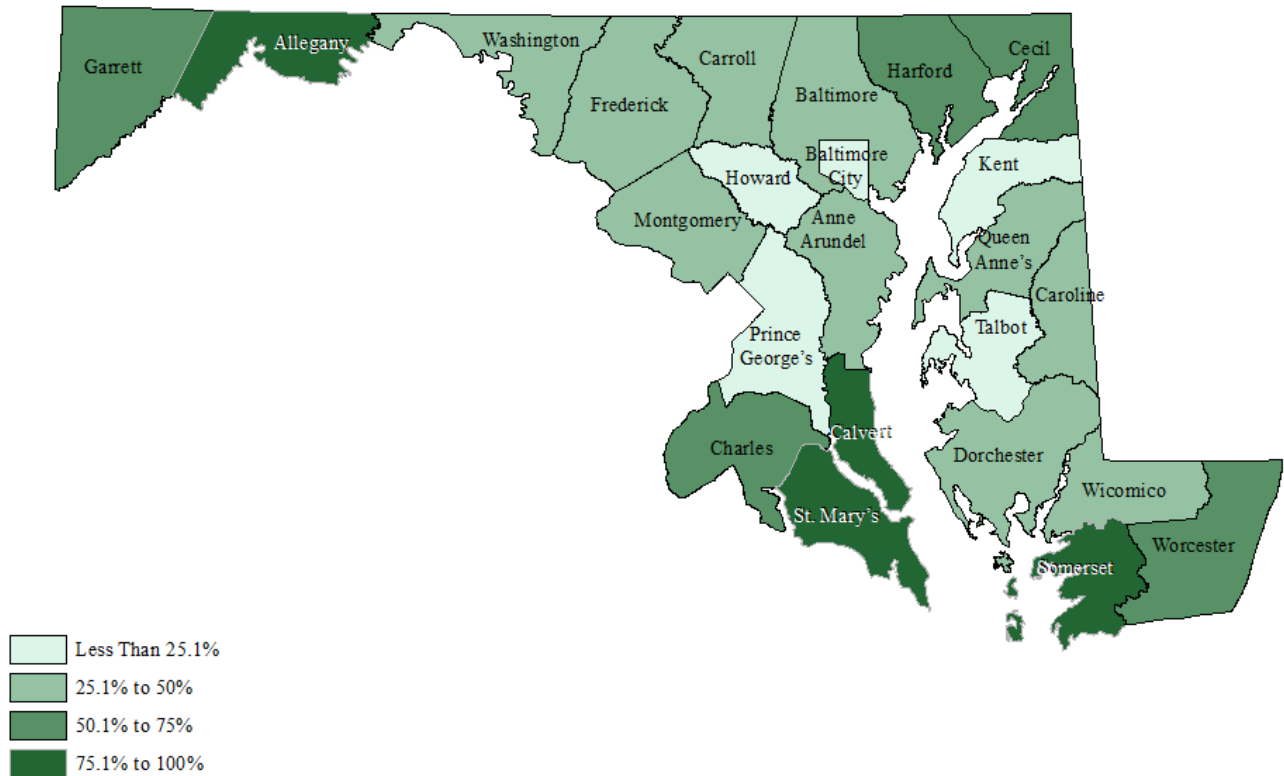 Allegany
Washington
Carroll
Cecil
Garrett
Harford
Frederick
Baltimore
Baltimore
City
Howard
Kent
Montgomery
Anne
Arundel
Queen
Anne’s
Caroline
Talbot
Prince
George’s
Charles
Calvert
Dorchester
Wicomico
St. Mary’s
Worcester
Somerset
Less Than 25.1%
25.1% to 50%
50.1% to 75%
75.1% to 100%